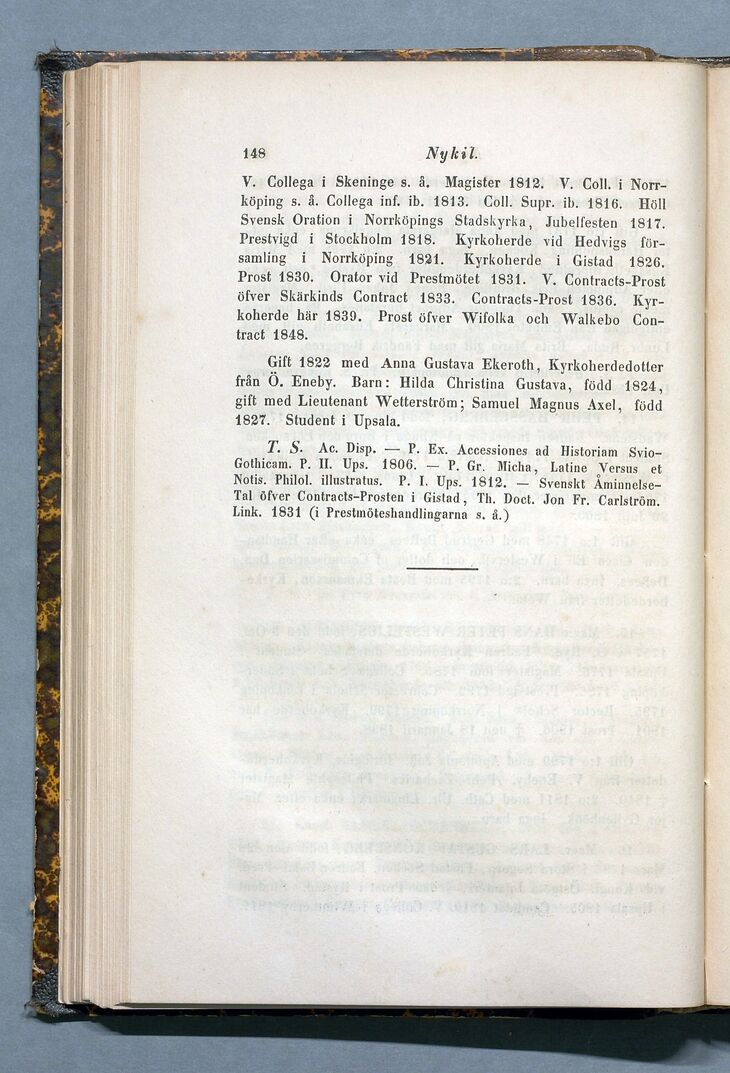 148 Nykil.
V. Collega i Skeninge s. å. Magister 1812. V. Coll. i Norr-
köping s. å. Collega inf. ib. 1813. Coll. Supr. ib. 1816. Höll
Svensk Oration i Norrköpings Stadskyrka, Jubelfesten 1817.
Prestvigd i Stockholm 1818. Kyrkoherde vid Hedvigs för-
samling i Norrköping 1821. Kyrkoherde i Gistad 1826.
Prost 1830. Orator vid Prestmötet 1831. V. Contracts-Prost
öfver Skärkinds Contract 1833. Contracts-Prost 1836. Kyr-
koherde här 1839. Prost öfver Wifolka och Walkebo Con-
tract 1848.
Gift 1822 med Anna Gustava Ekeroth, Kyrkoherdedotter
från Ö. Eneby. Barn: Hilda Christina Gustava, född 1824,
gift med Lieutenant Wetterström; Samuel Magnus Axel, född
1827. Student i Upsala.
T. S. Ac. Disp. — P. Ex. Accessiones ad Historiam Svio-
Gothicam. P. II. Ups. 1806. — P. Gr. Micha, Latine Versus et
Notis. Philol. illustratus. P. I. Ups. 1812. — Svenskt Åminnelse-
Tal öfver Contracts-Prosten i Gistad, Th. Doct. Jon Fr. Carlström.
Link. 1831 (i Prestmöteshandlingarna s. å.)